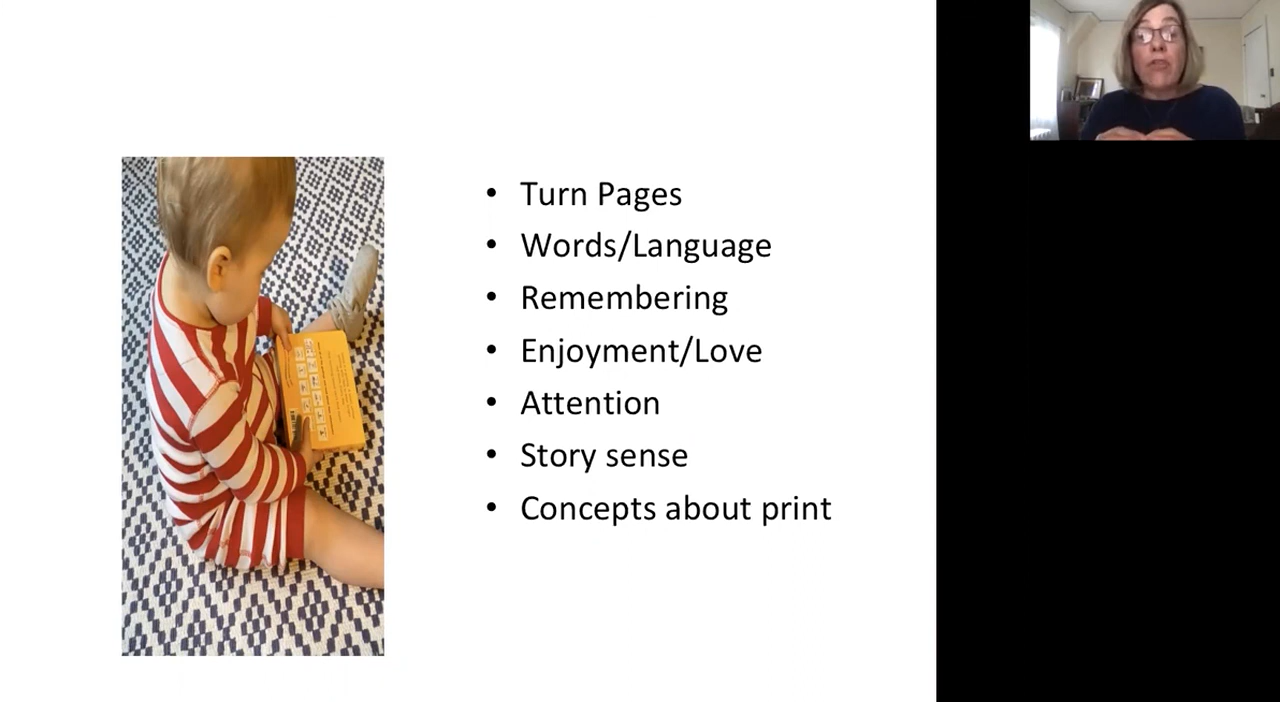 • Turn Pages
• Words/Language
• Remembering
• Enjoyment/Love
• Attention
• Story sense
• Concepts about print